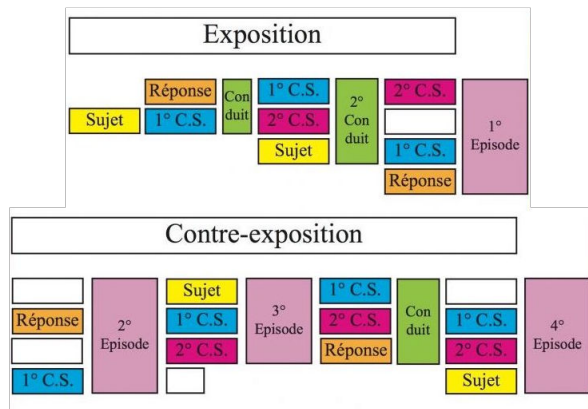 Exposition
Réponse
Con
duit
1° C.S.
2° C.S.
Sujet
1° C.S.
2° C.S.
2°
Con
duit
1°
Episode
Sujet
1° C.S.
Réponse
Contre-exposition
Réponse
1° C.S.
2°
Episode
Sujet
1° C.S.
2° C.S.
3°
Episode
1° C.S.
2° C.S.
Réponse
Con
duit
1° C.S.
2° C.S.
Sujet
4°
Episode